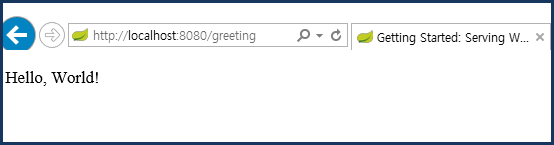 http://localhost:8080/greeting
Getting Started: Serving W...
Hello, World!